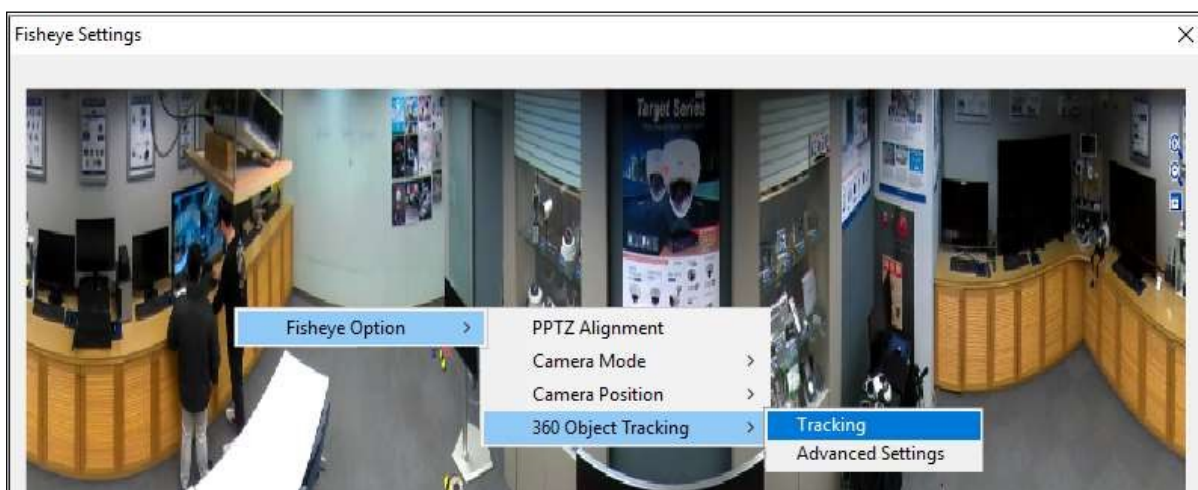 Fisheye Settings
Target Series
Fisheye Option
PPTZ Alignment
Camera Mode
Camera Position
360 Object Tracking
Tracking
Advanced Settings